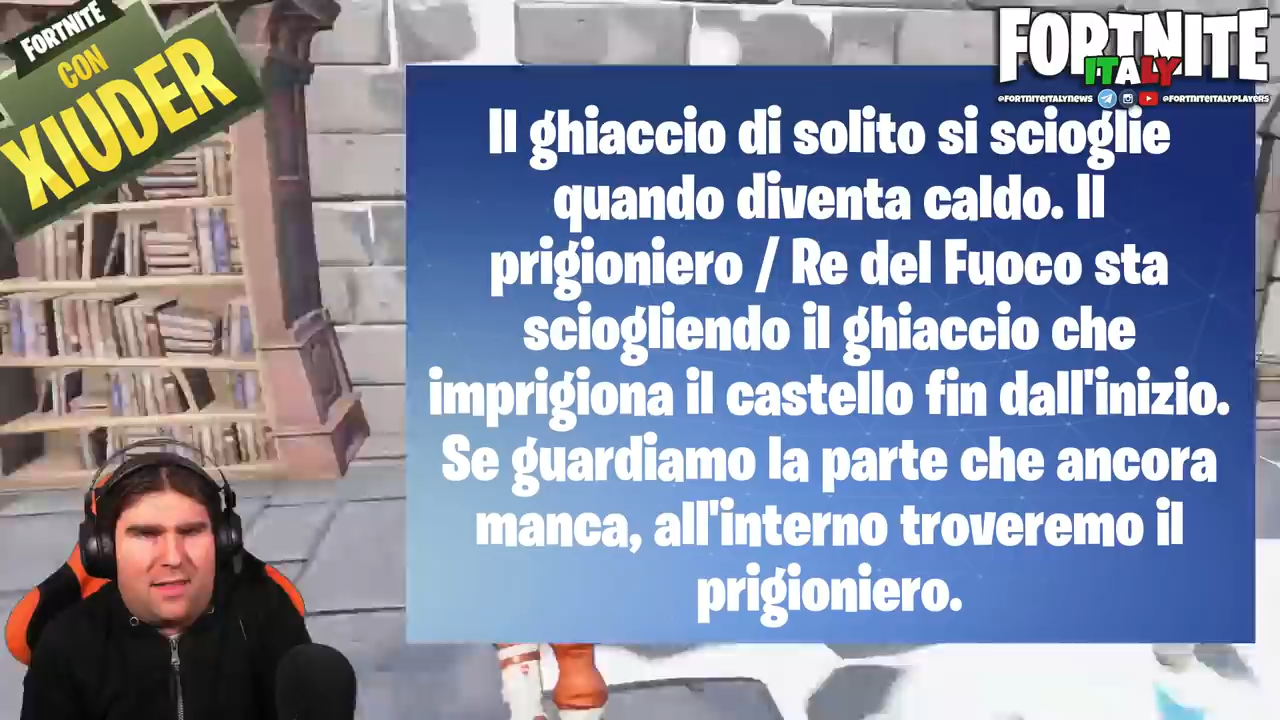 FORTNITE
CON
XIUDER
FORTNITE
ITALY
@FORTNITEITALYNEWS @FORTNITEITALYPLAYERS
Il ghiaccio di solito si scioglie
quando diventa caldo. Il
prigioniero / Re del Fuoco sta
sciogliendo il ghiaccio che
imprigiona il castello fin dall'inizio.
Se guardiamo la parte che ancora
manca, all'interno troveremo il
prigioniero.